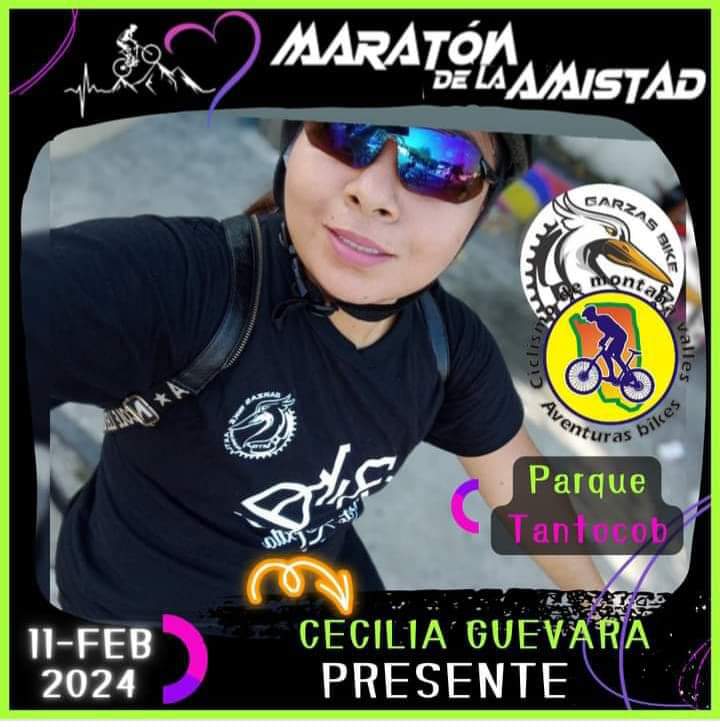 MARATÓN
DE LA AMISTAD
GARZAS BIKE
Ciclismo de montaña valles
Aventuras bikes
Parque
Tantocob
11-FEB
2024
CECILIA GUEVARA
PRESENTE